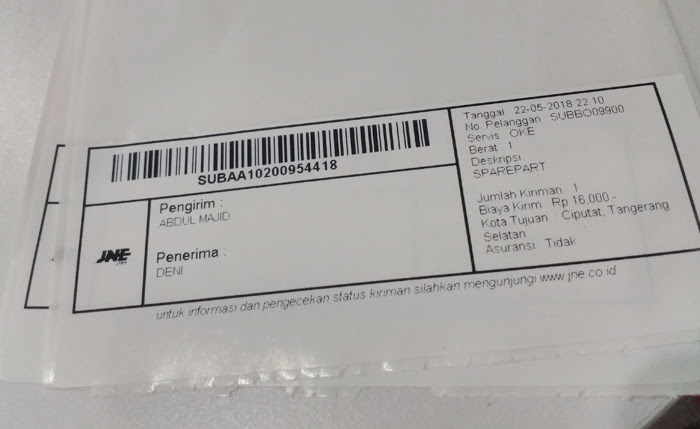 SUBAA10200954418
JNE
Pengirim :
ABDUL MAJID
Penerima :
DENI
Tanggal 22-05-2018 22:10
No Pelanggan SUBBO09900
Servis OKE
Berat 1
Deskripsi
SPAREPART
Jumlah Kiriman 1
Biaya Kirim Rp 16,000.-
Kota Tujuan Ciputat, Tangerang
Selatan
Asuransi Tidak
untuk informasi dan pengecekan status kiriman silahkan mengunjungi www.jne.co.id